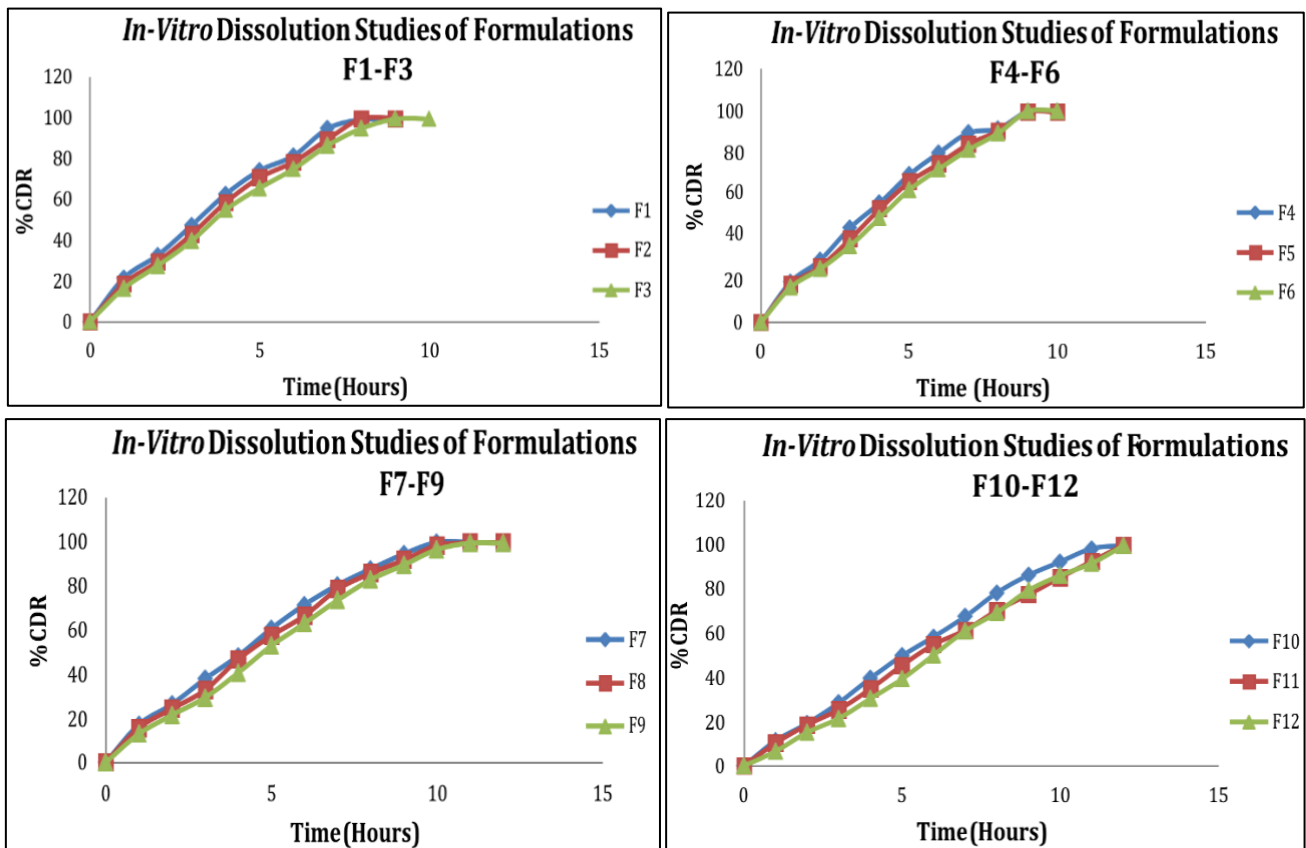 In-Vitro Dissolution Studies of Formulations
F1-F3
120
100
80
60
40
20
0
%CDR
0 5 10 15
Time(Hours)
F1
F2
F3
In-Vitro Dissolution Studies of Formulations
F4-F6
120
100
80
60
40
20
0
%CDR
0 5 10 15
Time (Hours)
F4
F5
F6
In-Vitro Dissolution Studies of Formulations
F7-F9
120
100
80
60
40
20
0
%CDR
0 5 10 15
Time(Hours)
F7
F8
F9
In-Vitro Dissolution Studies of Formulations
F10-F12
120
100
80
60
40
20
0
%CDR
0 5 10 15
Time(Hours)
F10
F11
F12